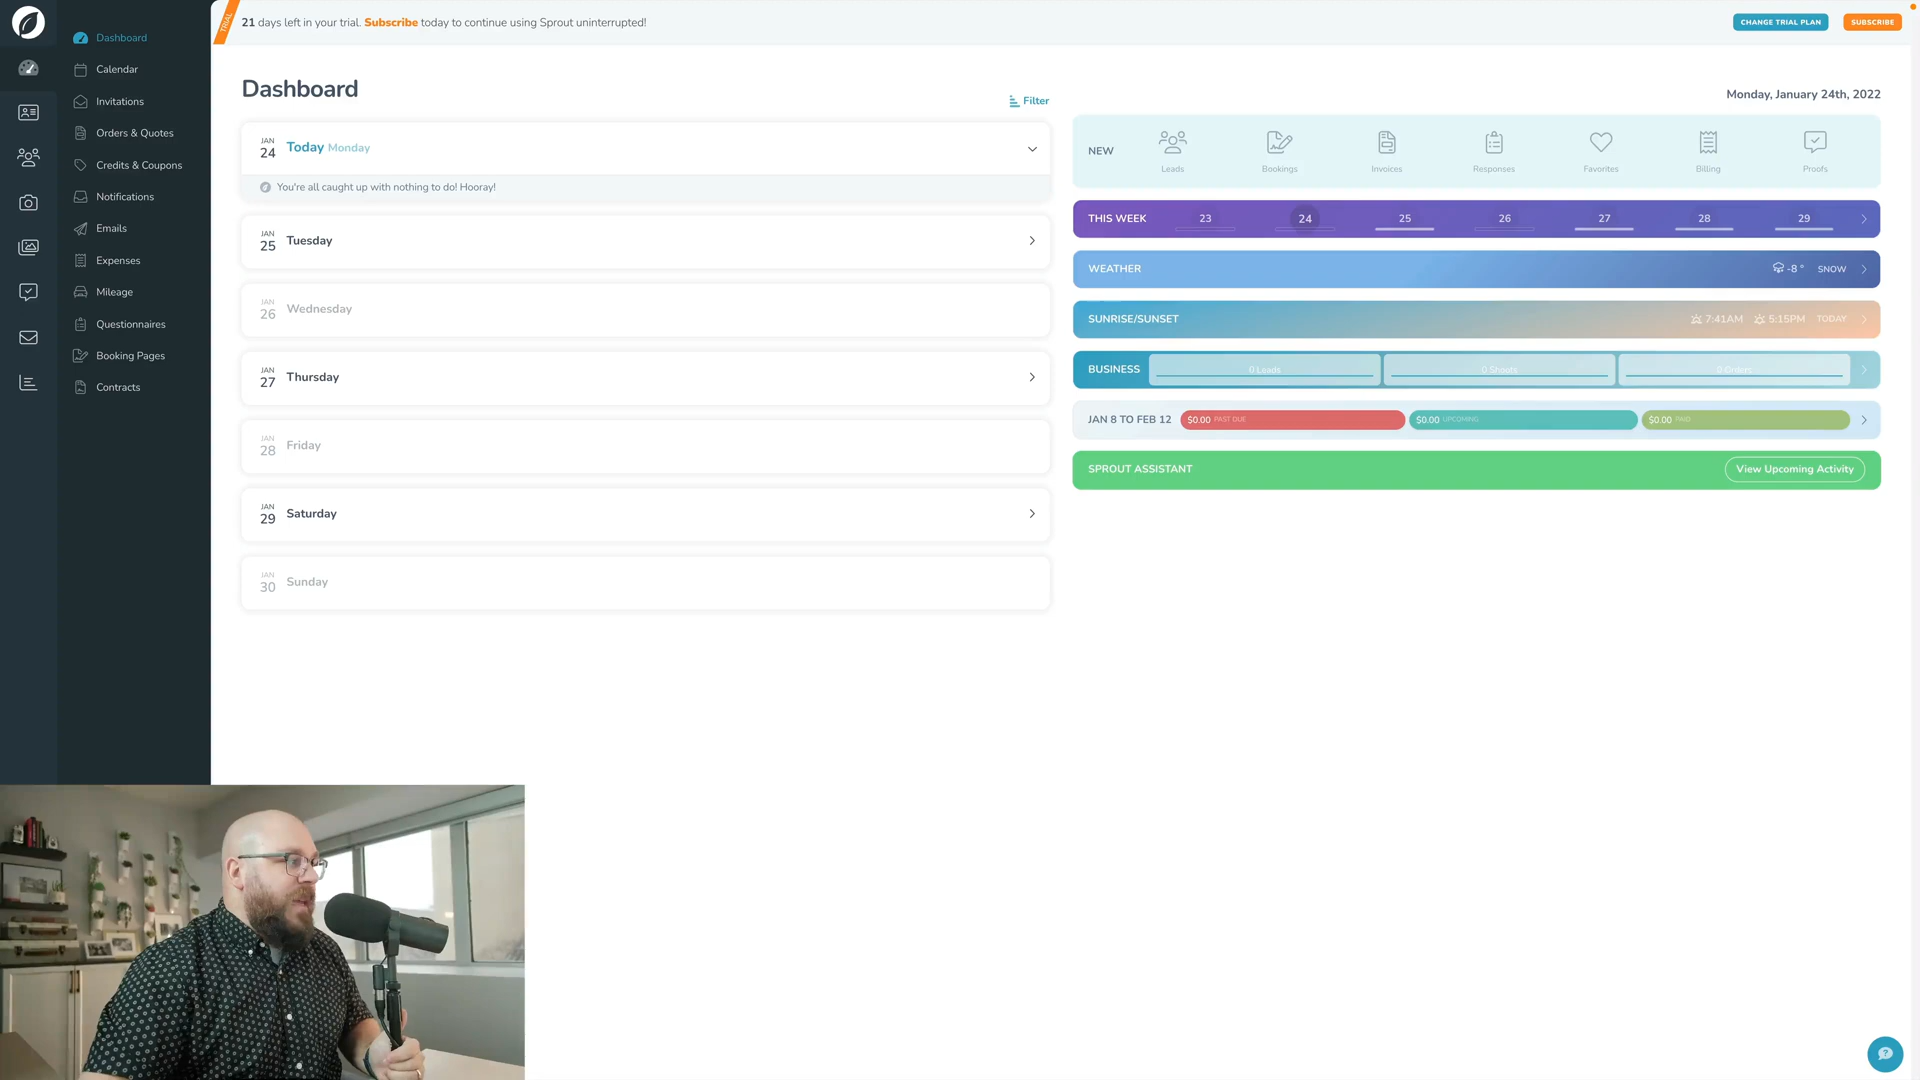 TRIAL
21 days left in your trial. Subscribe today to continue using Sprout uninterrupted!
CHANGE TRIAL PLAN
SUBSCRIBE
Dashboard
Calendar
Invitations
Orders & Quotes
Credits & Coupons
Notifications
Emails
Expenses
Mileage
Questionnaires
Booking Pages
Contracts
Dashboard
Filter
JAN
24
Today Monday
You're all caught up with nothing to do! Hooray!
JAN
25
Tuesday
JAN
26
Wednesday
JAN
27
Thursday
JAN
28
Friday
JAN
29
Saturday
JAN
30
Sunday
Monday, January 24th, 2022
NEW
Leads
Bookings
Invoices
Responses
Favorites
Billing
Proofs
THIS WEEK 23 24 25 26 27 28 29
WEATHER -8 ° SNOW
SUNRISE/SUNSET 7:41AM 5:15PM TODAY
BUSINESS 0 Leads 0 Shoots 0 Orders
JAN 8 TO FEB 12 $0.00 PAST DUE $0.00 UPCOMING $0.00 PAID
SPROUT ASSISTANT View Upcoming Activity